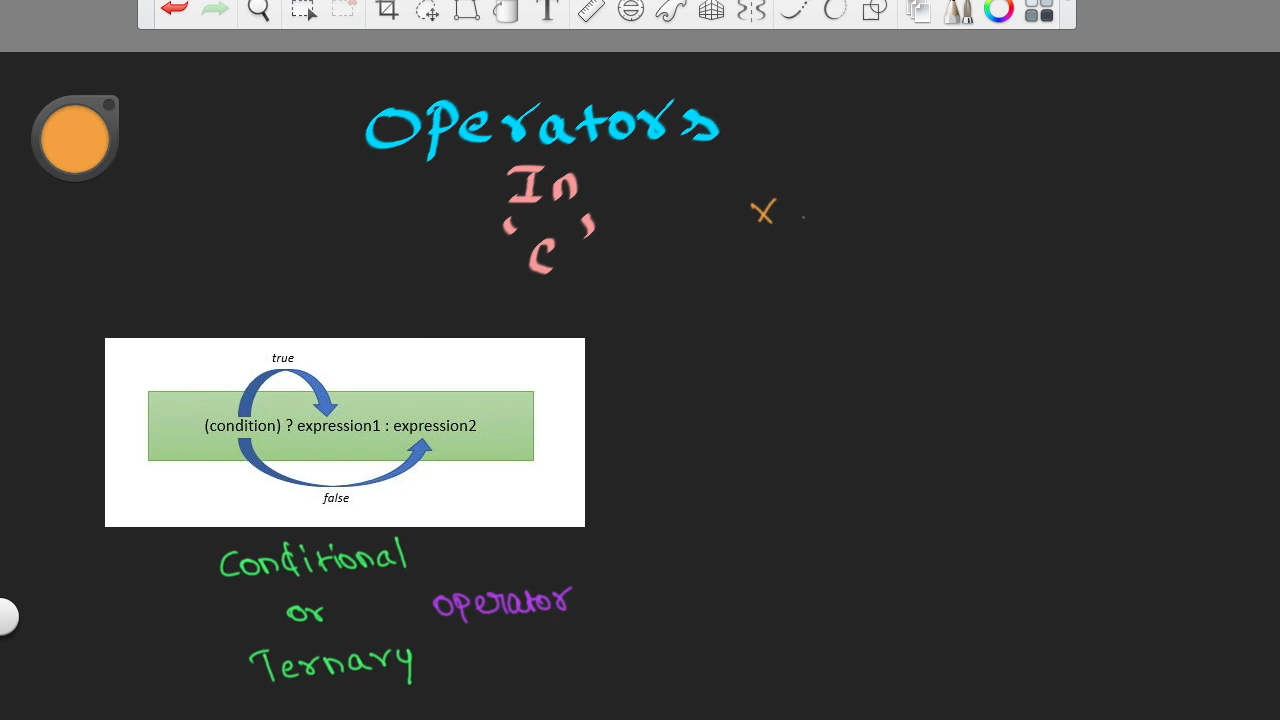 Operators
In
‘ ’
C
x
true
(condition) ? expression1 : expression2
false
Conditional
or operator
Ternary